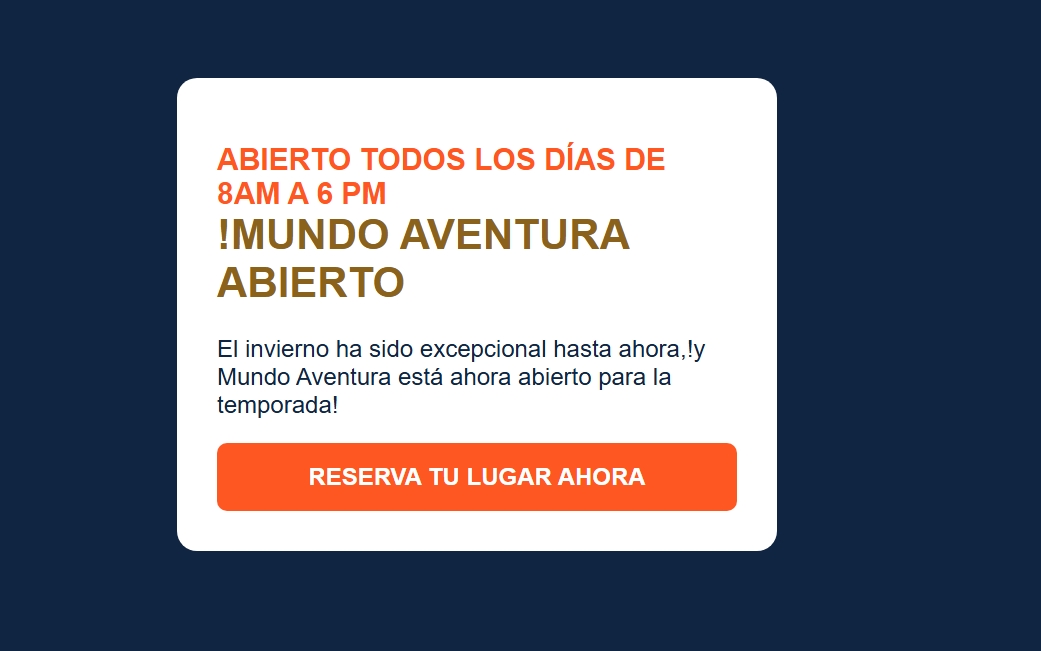 ABIERTO TODOS LOS DÍAS DE
8AM A 6 PM
!MUNDO AVENTURA
ABIERTO
El invierno ha sido excepcional hasta ahora,!y
Mundo Aventura está ahora abierto para la
temporada!
RESERVA TU LUGAR AHORA